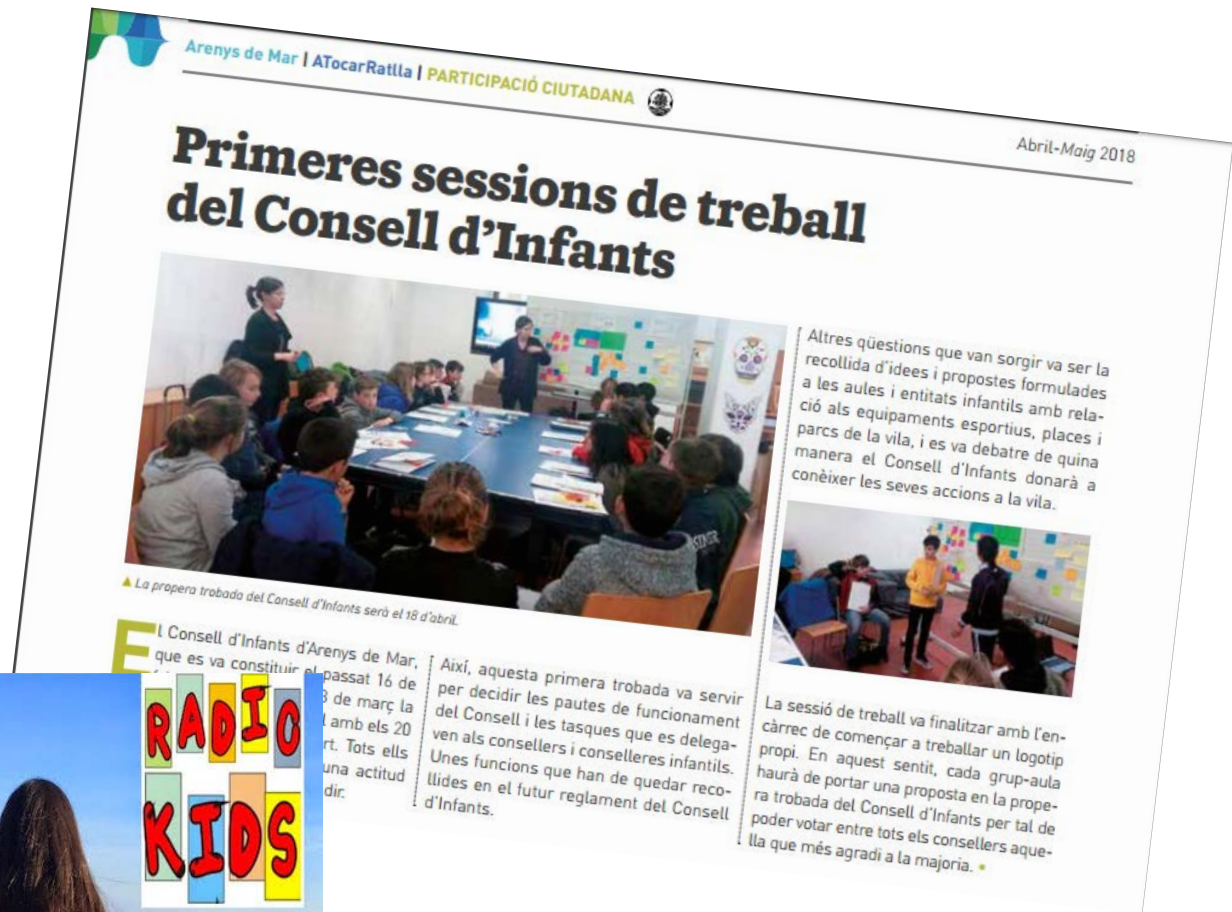 Arenys de Mar | ATocarRatlla | PARTICIPACIÓ CIUTADANA
Abril-Maig 2018
Primeres sessions de treball
del Consell d'Infants
▲ La propera trobada del Consell d'Infants serà el 18 d'abril.
El Consell d'Infants d'Arenys de Mar,
que es va constituir el passat 16 de
3 de març la
amb els 20
rt. Tots ells
una actitud
dir.
Així, aquesta primera trobada va servir
per decidir les pautes de funcionament
del Consell i les tasques que es delega-
ven als consellers i conselleres infantils.
Unes funcions que han de quedar reco-
llides en el futur reglament del Consell
d'Infants.
Altres qüestions que van sorgir va ser la
recollida d'idees i propostes formulades
a les aules i entitats infantils amb rela-
ció als equipaments esportius, places i
parcs de la vila, i es va debatre de quina
manera el Consell d'Infants donarà a
conèixer les seves accions a la vila.
La sessió de treball va finalitzar amb l'en-
càrrec de començar a treballar un logotip
propi. En aquest sentit, cada grup-aula
haurà de portar una proposta en la prope-
ra trobada del Consell d'Infants per tal de
poder votar entre tots els consellers aque-
lla que més agradi a la majoria.
RADIO
KIDS